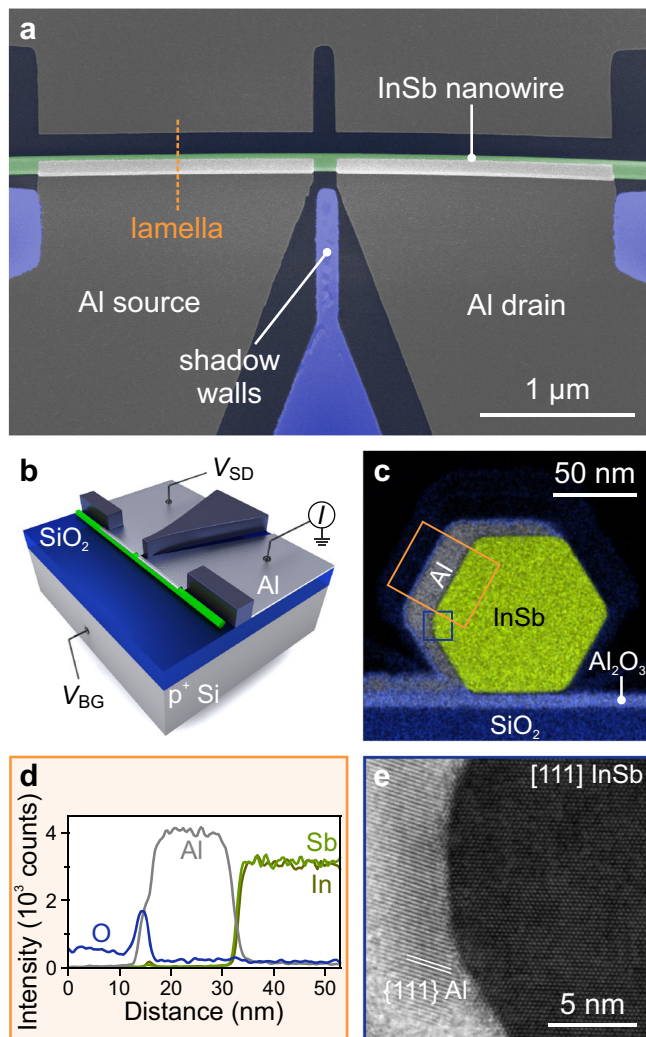 a
InSb nanowire
lamella
Al source
Al drain
shadow
walls
1 μm
b
V_SD
I
SiO₂
Al
V_BG
p⁺ Si
c
50 nm
Al
InSb
Al₂O₃
SiO₂
d
Intensity (10³ counts)
4
2
0
Al
Sb
In
O
0 10 20 30 40 50
Distance (nm)
e
[111] InSb
{111} Al
5 nm